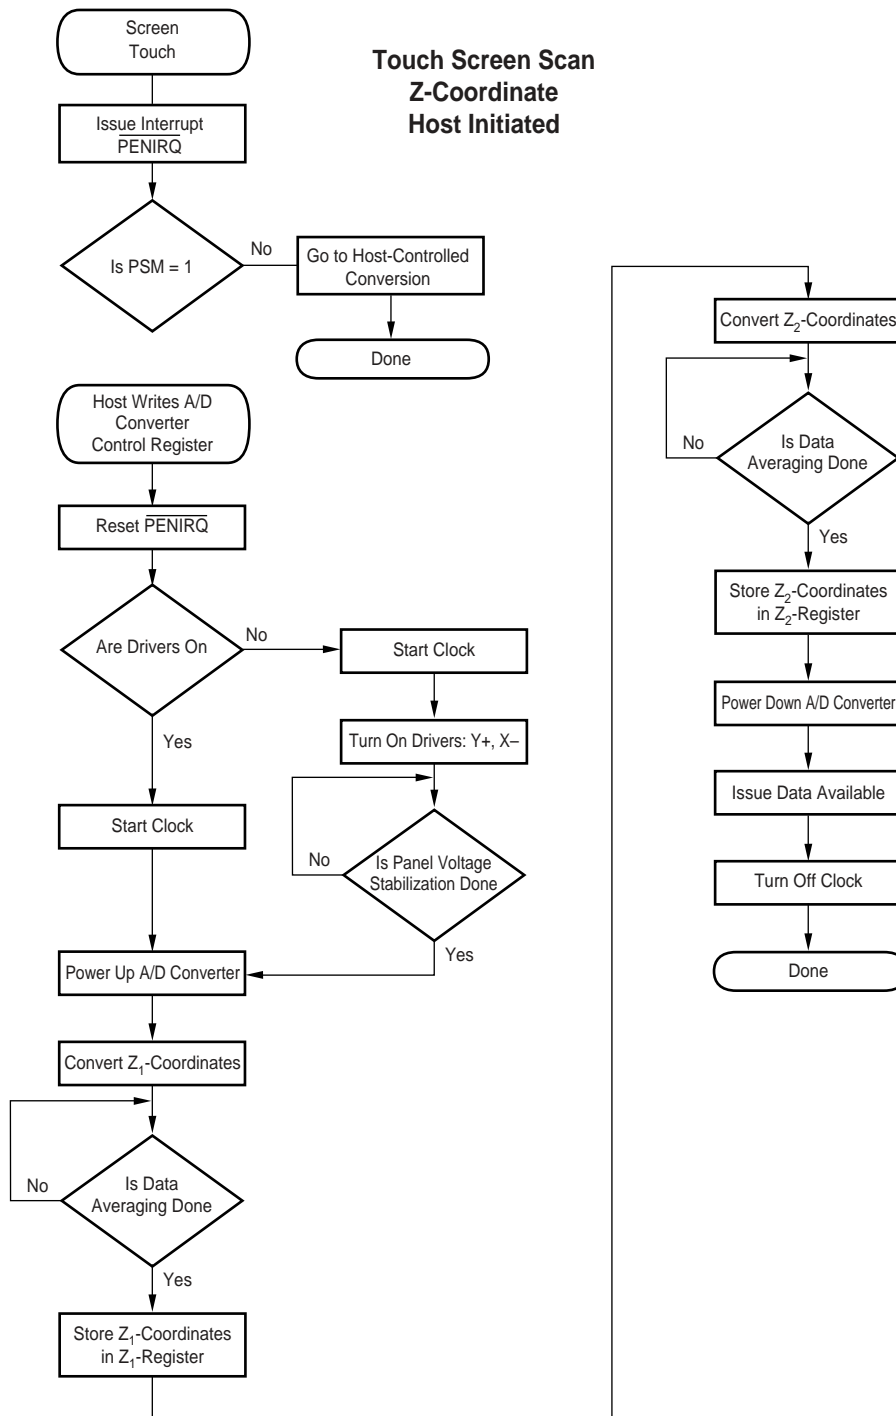 Screen
Touch
Touch Screen Scan
Z-Coordinate
Host Initiated
Issue Interrupt
PENIRQ
Is PSM = 1
No
Go to Host-Controlled
Conversion
Done
Host Writes A/D
Converter
Control Register
Reset PENIRQ
Are Drivers On
No
Start Clock
Turn On Drivers: Y+, X–
Yes
Start Clock
No
Is Panel Voltage
Stabilization Done
Yes
Power Up A/D Converter
Convert Z1-Coordinates
No
Is Data
Averaging Done
Yes
Store Z1-Coordinates
in Z1-Register
Convert Z2-Coordinates
No
Is Data
Averaging Done
Yes
Store Z2-Coordinates
in Z2-Register
Power Down A/D Converter
Issue Data Available
Turn Off Clock
Done